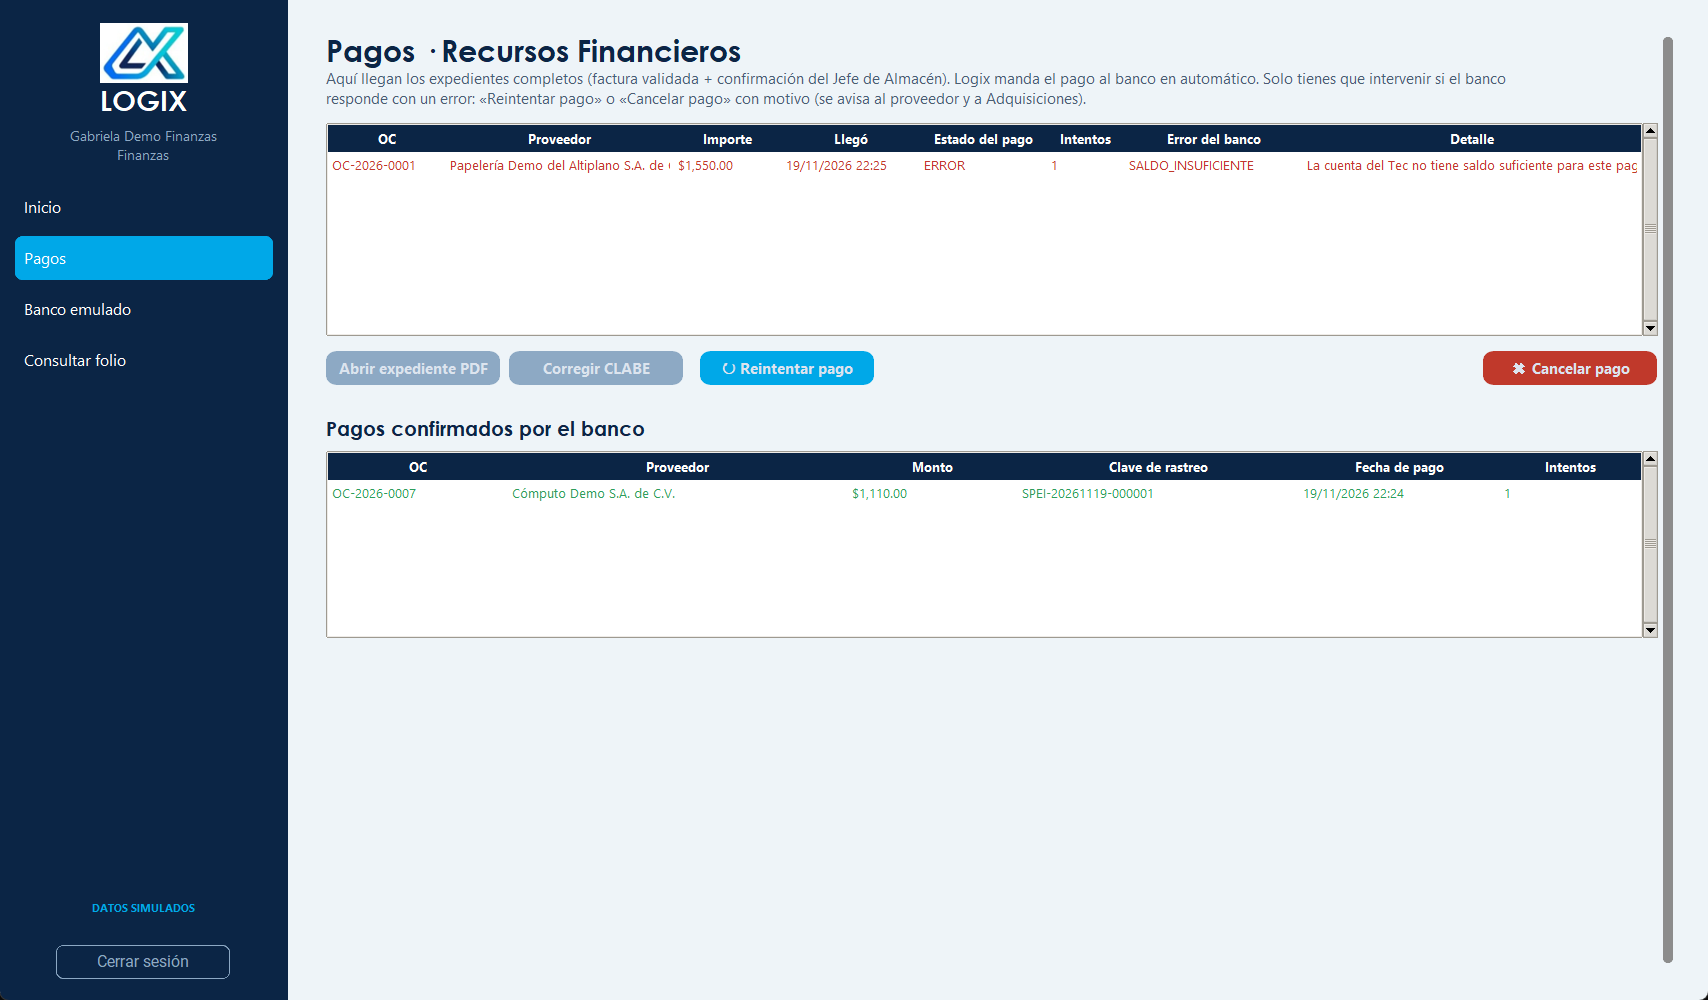 LOGIX
Gabriela Demo Finanzas
Finanzas
Inicio
Pagos
Banco emulado
Consultar folio
DATOS SIMULADOS
Cerrar sesión
Pagos · Recursos Financieros
Aquí llegan los expedientes completos (factura validada + confirmación del Jefe de Almacén). Logix manda el pago al banco en automático. Solo tienes que intervenir si el banco
responde con un error: «Reintentar pago» o «Cancelar pago» con motivo (se avisa al proveedor y a Adquisiciones).
OC Proveedor Importe Llegó Estado del pago Intentos Error del banco Detalle
OC-2026-0001 Papelería Demo del Altiplano S.A. de $1,550.00 19/11/2026 22:25 ERROR 1 SALDO_INSUFICIENTE La cuenta del Tec no tiene saldo suficiente para este pag
Abrir expediente PDF Corregir CLABE ↻ Reintentar pago ✖ Cancelar pago
Pagos confirmados por el banco
OC Proveedor Monto Clave de rastreo Fecha de pago Intentos
OC-2026-0007 Cómputo Demo S.A. de C.V. $1,110.00 SPEI-20261119-000001 19/11/2026 22:24 1